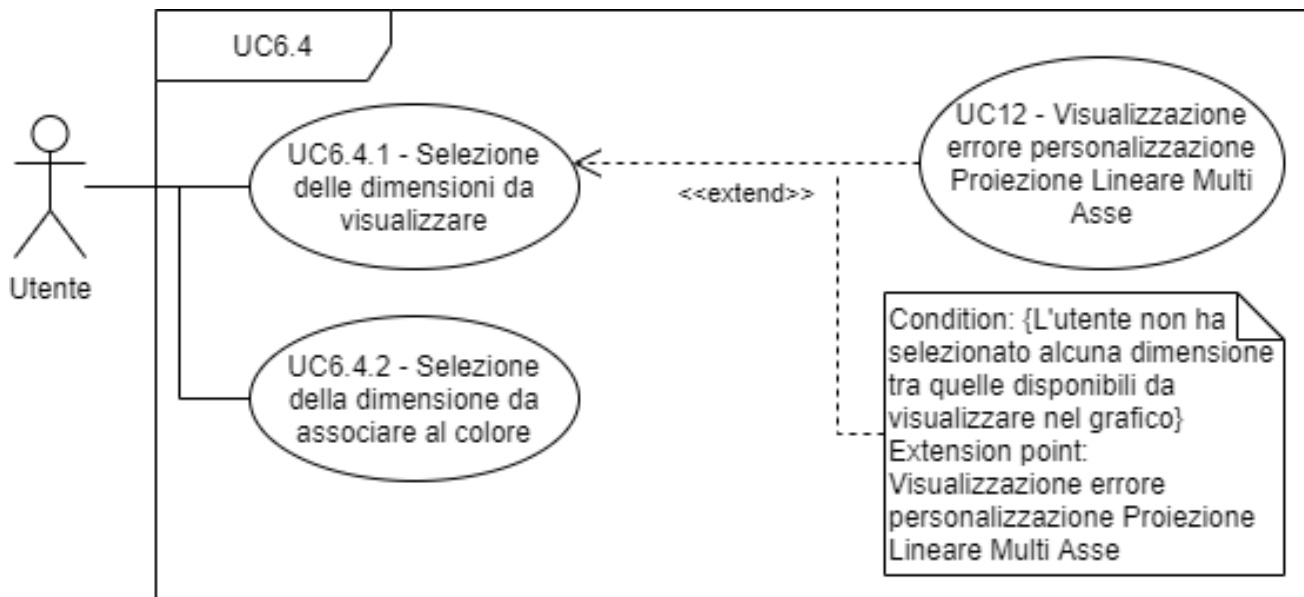 UC6.4
UC12 - Visualizzazione
errore personalizzazione
Proiezione Lineare Multi
Asse
UC6.4.1 - Selezione
delle dimensioni da
visualizzare
<<extend>>
Utente
Condition: {L'utente non ha
selezionato alcuna dimensione
tra quelle disponibili da
visualizzare nel grafico}
Extension point:
Visualizzazione errore
personalizzazione Proiezione
Lineare Multi Asse
UC6.4.2 - Selezione
della dimensione da
associare al colore